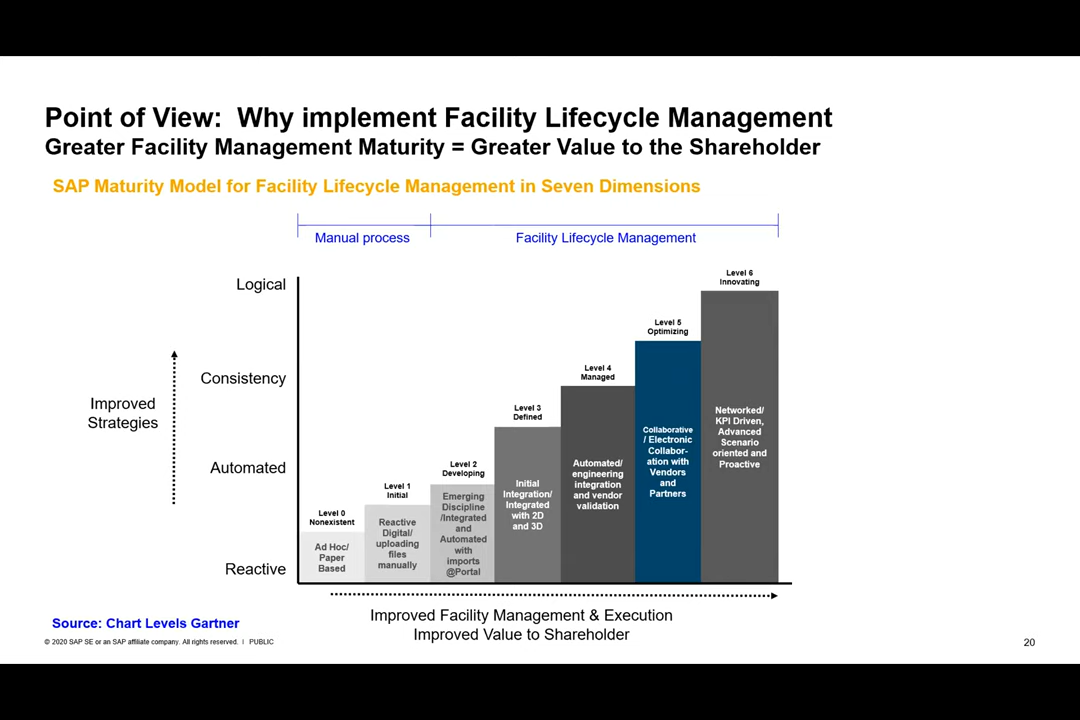 Point of View:  Why implement Facility Lifecycle Management
Greater Facility Management Maturity = Greater Value to the Shareholder
SAP Maturity Model for Facility Lifecycle Management in Seven Dimensions
Manual process
Facility Lifecycle Management
Logical
Consistency
Automated
Reactive
Improved
Strategies
Level 0
Nonexistent
Ad Hoc/
Paper
Based
Level 1
Initial
Reactive
Digital/
uploading
files
manually
Level 2
Developing
Emerging
Discipline
/Integrated
and
Automated
with
imports
@Portal
Level 3
Defined
Initial
Integration/
Integrated
with 2D
and 3D
Level 4
Managed
Automated/
engineering
integration
and vendor
validation
Level 5
Optimizing
Collaborative
/ Electronic
Collabor-
ation with
Vendors
and
Partners
Level 6
Innovating
Networked/
KPI Driven,
Advanced
Scenario
oriented and
Proactive
Improved Facility Management & Execution
Improved Value to Shareholder
Source: Chart Levels Gartner
© 2020 SAP SE or an SAP affiliate company. All rights reserved. | PUBLIC
20